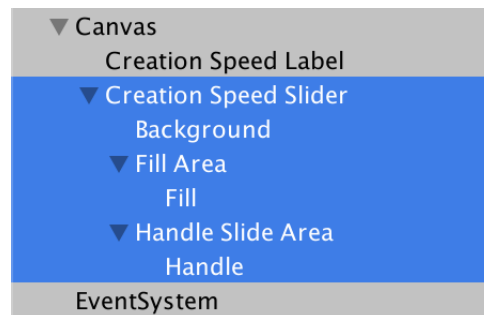 Canvas
Creation Speed Label
Creation Speed Slider
Background
Fill Area
Fill
Handle Slide Area
Handle
EventSystem